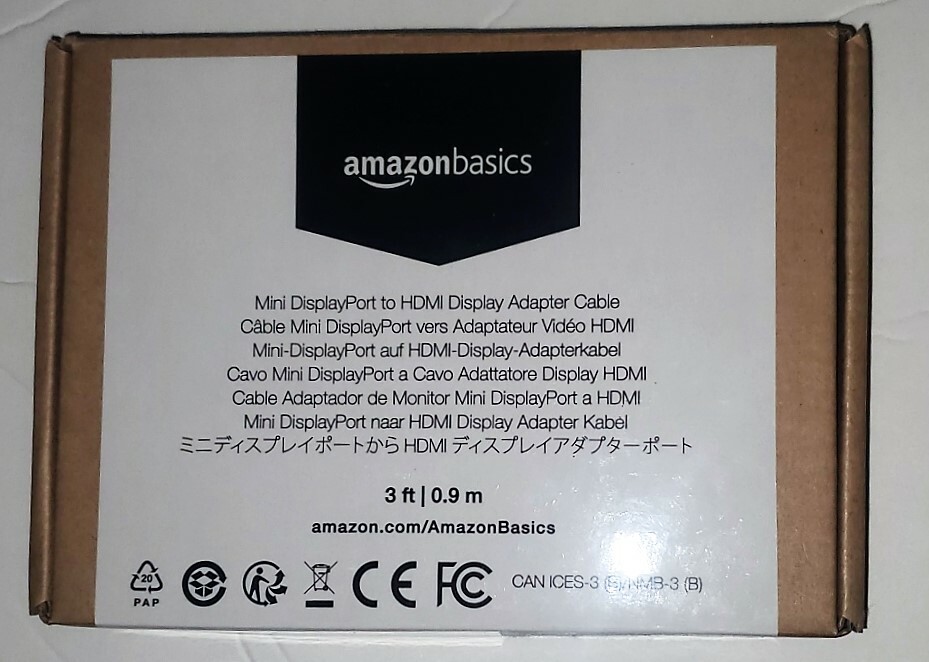 amazonbasics
Mini DisplayPort to HDMI Display Adapter Cable
Câble Mini DisplayPort vers Adaptateur Vidéo HDMI
Mini-DisplayPort auf HDMI-Display-Adapterkabel
Cavo Mini DisplayPort a Cavo Adattatore Display HDMI
Cable Adaptador de Monitor Mini DisplayPort a HDMI
Mini DisplayPort naar HDMI Display Adapter Kabel
ミニディスプレイポートから HDMI ディスプレイアダプターポート
3 ft | 0.9 m
amazon.com/AmazonBasics
20
PAP
CE FC CAN ICES-3 (B)/NMB-3 (B)